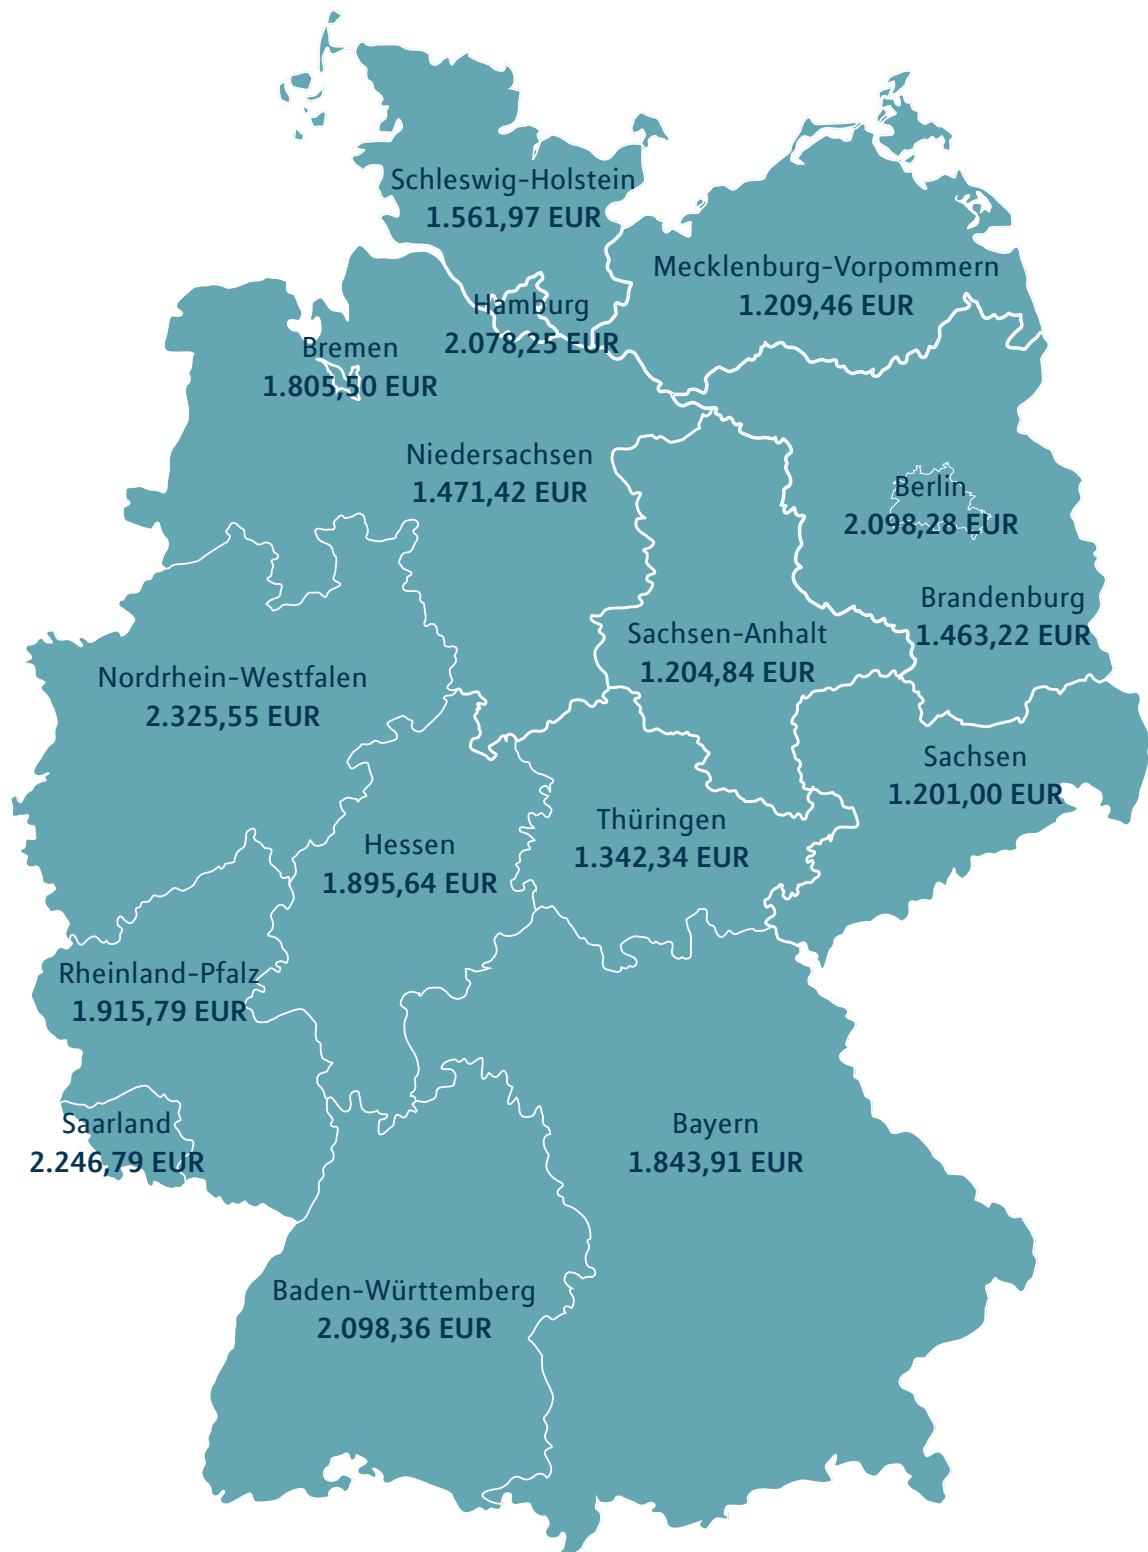 Schleswig-Holstein
1.561,97 EUR
Mecklenburg-Vorpommern
1.209,46 EUR
Hamburg
2.078,25 EUR
Bremen
1.805,50 EUR
Niedersachsen
1.471,42 EUR
Berlin
2.098,28 EUR
Brandenburg
1.463,22 EUR
Sachsen-Anhalt
1.204,84 EUR
Nordrhein-Westfalen
2.325,55 EUR
Sachsen
1.201,00 EUR
Thüringen
1.342,34 EUR
Hessen
1.895,64 EUR
Rheinland-Pfalz
1.915,79 EUR
Saarland
2.246,79 EUR
Bayern
1.843,91 EUR
Baden-Württemberg
2.098,36 EUR